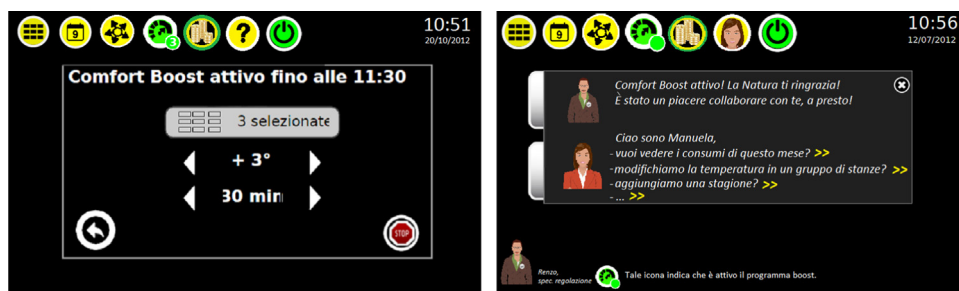 9
3
?
10:51
20/10/2012
Comfort Boost attivo fino alle 11:30
3 selezionate
+ 3°
30 min
STOP
9
10:56
12/07/2012
Comfort Boost attivo! La Natura ti ringrazia!
È stato un piacere collaborare con te, a presto!
Ciao sono Manuela,
- vuoi vedere i consumi di questo mese? >>
-modifichiamo la temperatura in un gruppo di stanze? >>
-aggiungiamo una stagione? >>
- ... >>
Renzo,
spec. regolazione
Tale icona indica che è attivo il programma boost.